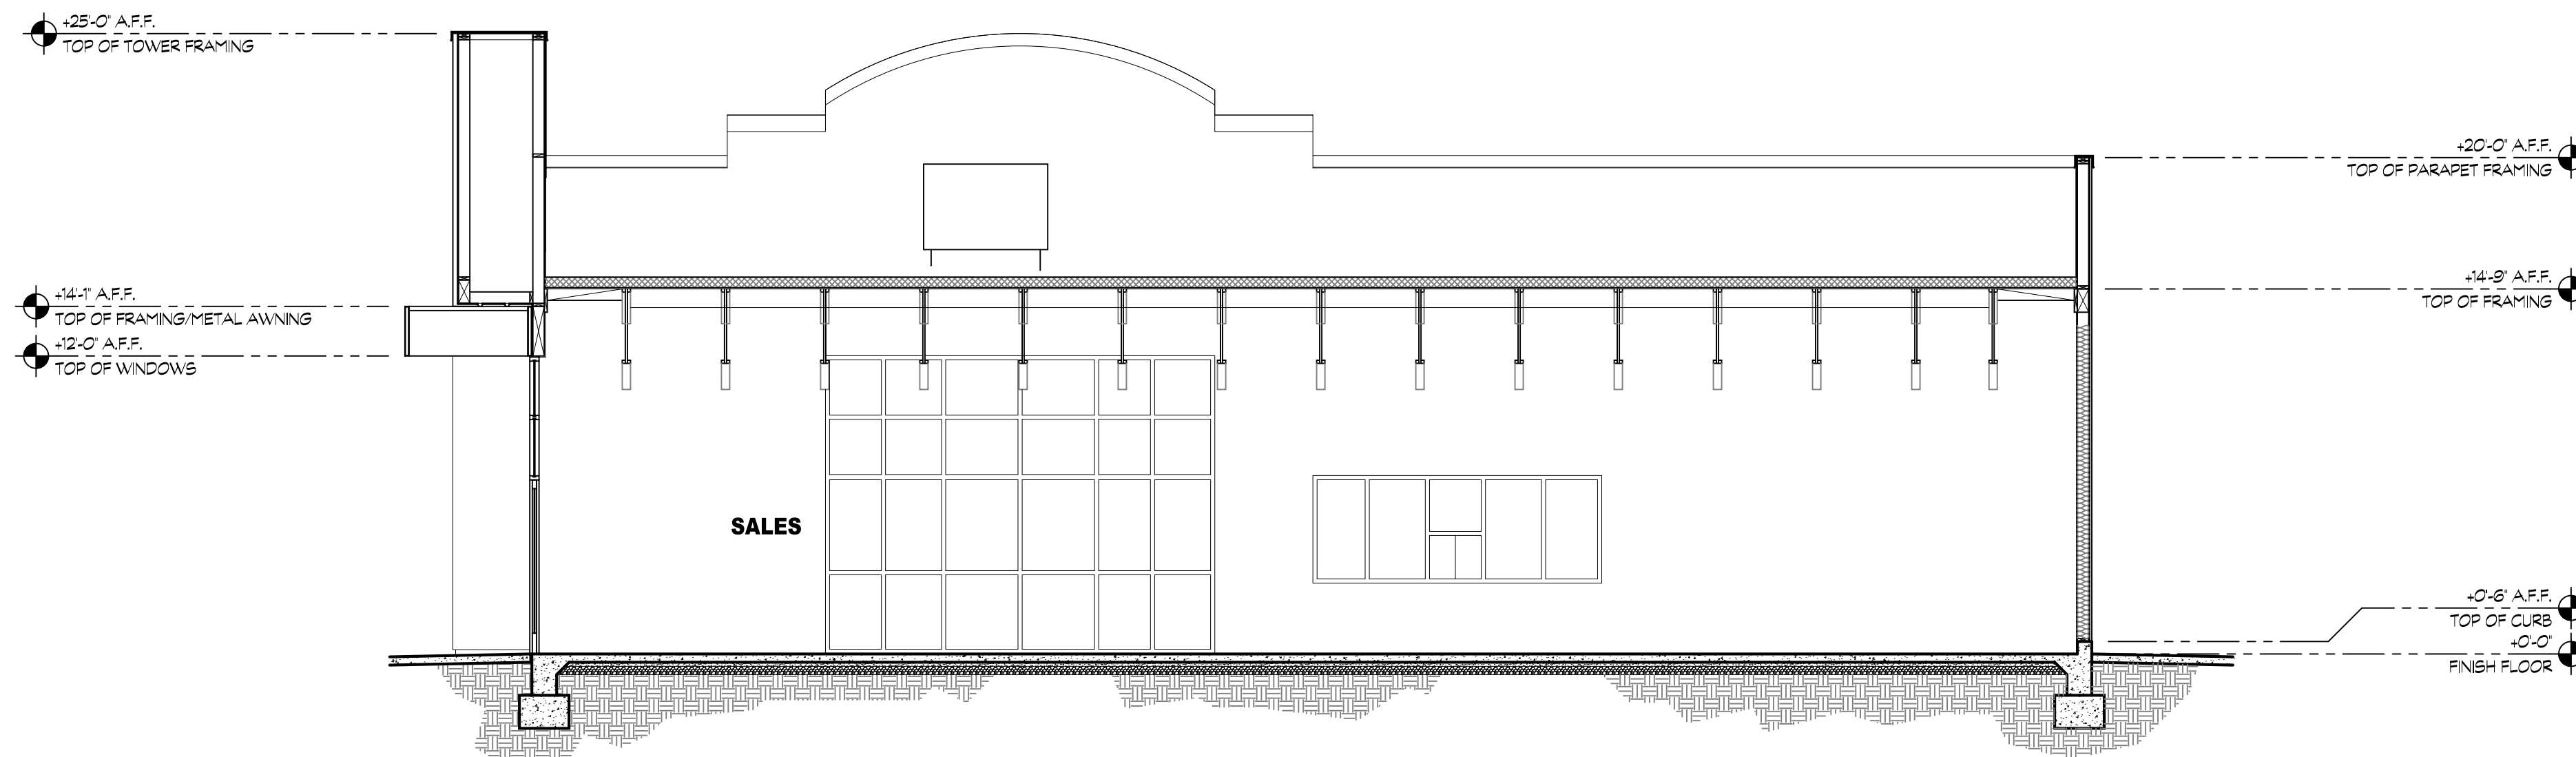 +25'-0" A.F.F.
TOP OF TOWER FRAMING
+14'-1" A.F.F.
TOP OF FRAMING/METAL AWNING
+12'-0" A.F.F.
TOP OF WINDOWS
SALES
+20'-0" A.F.F.
TOP OF PARAPET FRAMING
+14'-9" A.F.F.
TOP OF FRAMING
+0'-6" A.F.F.
TOP OF CURB
+0'-0"
FINISH FLOOR